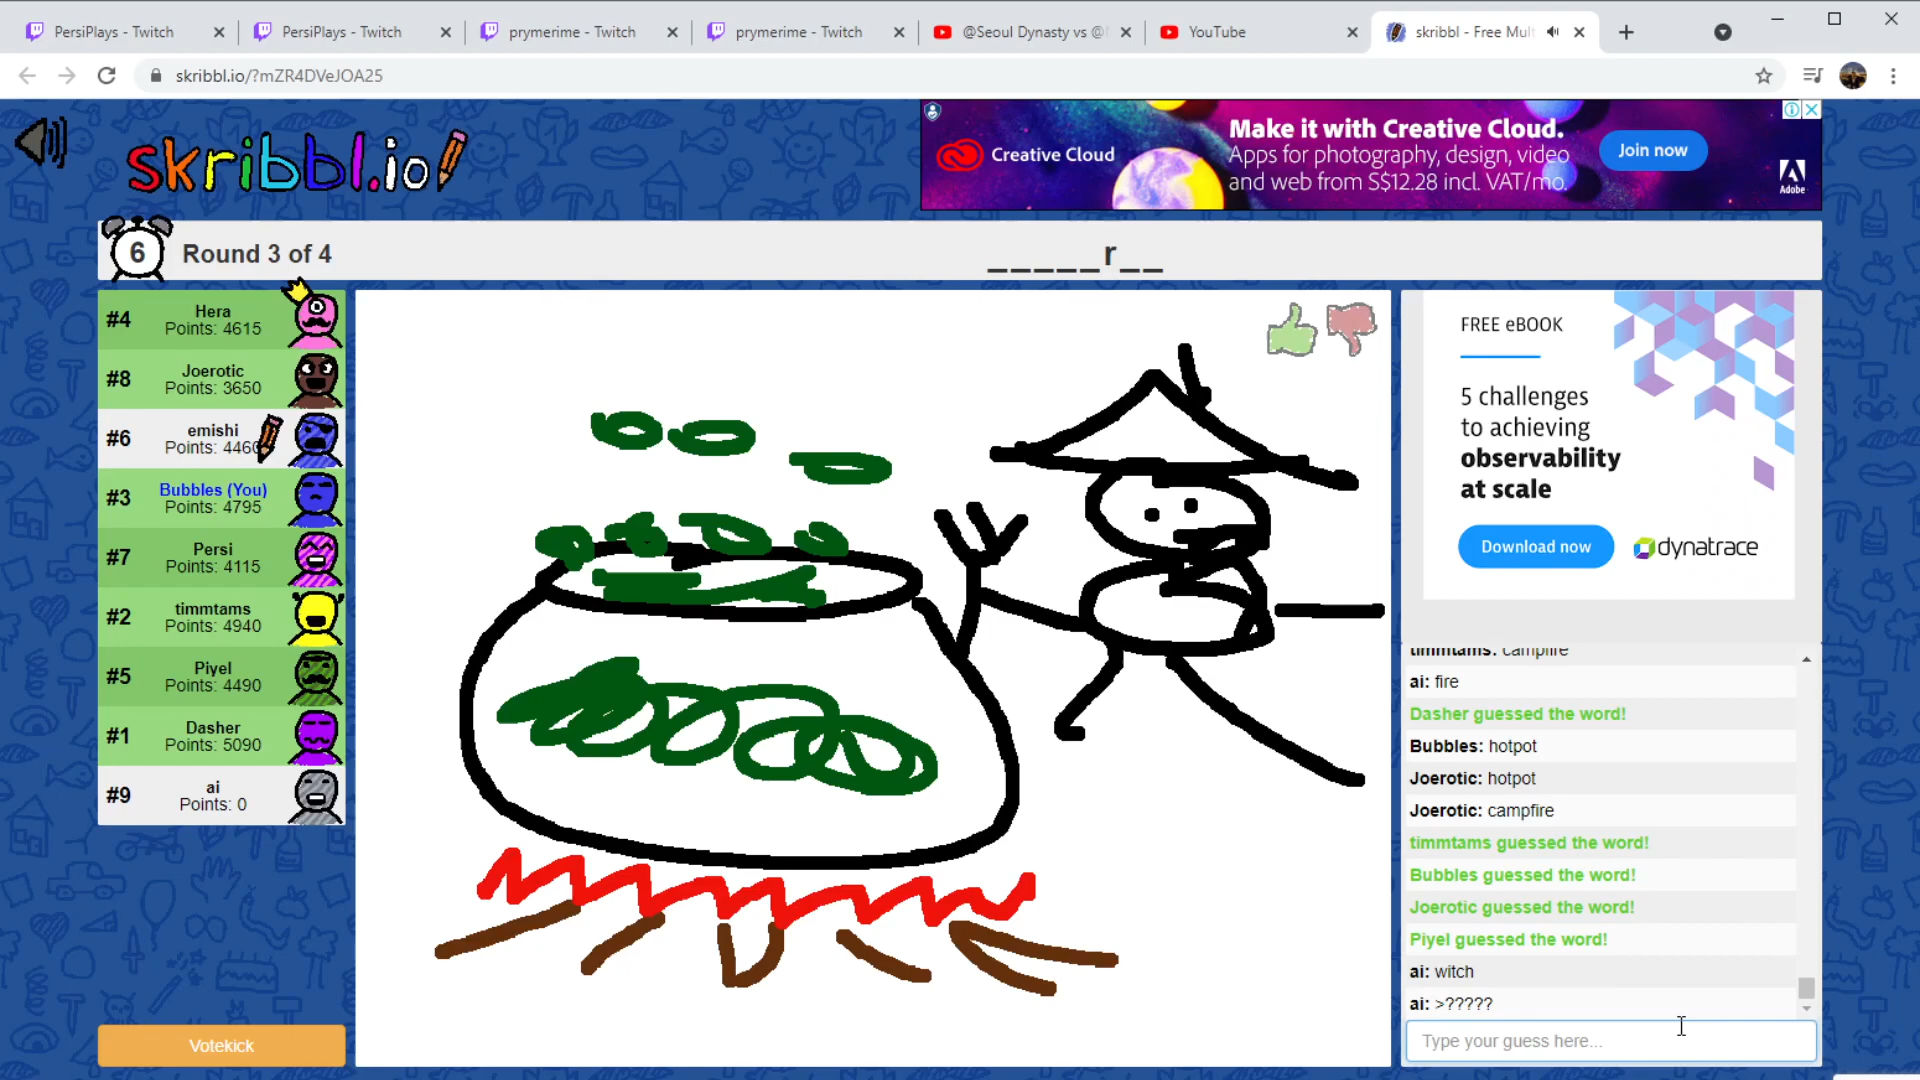 PersiPlays - Twitch
PersiPlays - Twitch
prymerime - Twitch
prymerime - Twitch
@Seoul Dynasty vs @
YouTube
skribbl - Free Mult
skribbl.io/?mZR4DVeJOA25
skribbl.io
Creative Cloud
Make it with Creative Cloud.
Apps for photography, design, video
and web from S$12.28 incl. VAT/mo.
Join now
Adobe
6
Round 3 of 4
_____r__
#4
Hera
Points: 4615
#8
Joerotic
Points: 3650
#6
emishi
Points: 4460
#3
Bubbles (You)
Points: 4795
#7
Persi
Points: 4115
#2
timmtams
Points: 4940
#5
Piyel
Points: 4490
#1
Dasher
Points: 5090
#9
ai
Points: 0
Votekick
FREE eBOOK
5 challenges
to achieving
observability
at scale
Download now
dynatrace
timmtams: campfire
ai: fire
Dasher guessed the word!
Bubbles: hotpot
Joerotic: hotpot
Joerotic: campfire
timmtams guessed the word!
Bubbles guessed the word!
Joerotic guessed the word!
Piyel guessed the word!
ai: witch
ai: >?????
Type your guess here...